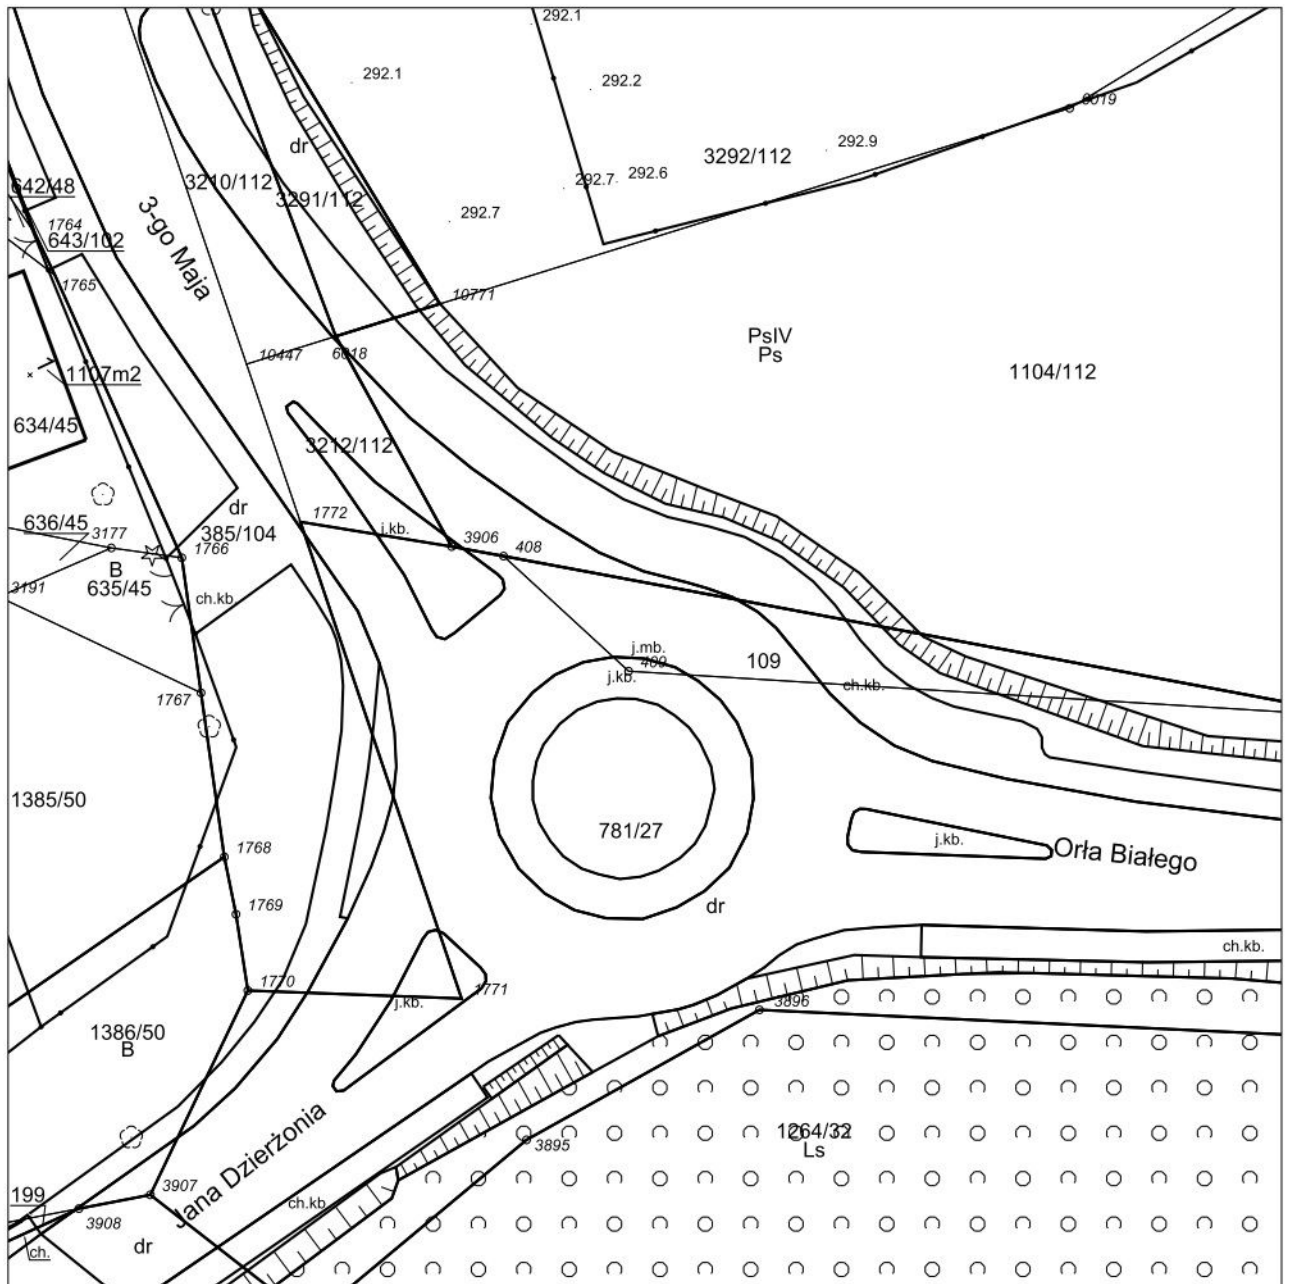 292.1
292.1
292.2
6019
dr
292.9
3292/112
3210/112
292.7
292.6
642/48
3291/112
1764
292.7
3-go Maja
643/102
1765
10771
PsIV
Ps
10447
6018
1104/112
1107m2
634/45
3212/112
dr
1772
636/45
3177
385/104
j.kb.
3906
408
1766
B
3191
635/45
ch.kb.
j.mb.
409
109
j.kb.
ch.kb.
1767
1385/50
781/27
j.kb.
Orła Białego
1768
1769
dr
ch.kb.
1770
1771
j.kb.
3896
1386/50
B
1264/32
Ls
3895
Jana Dzierżonia
3907
199
ch.kb.
3908
dr
ch.